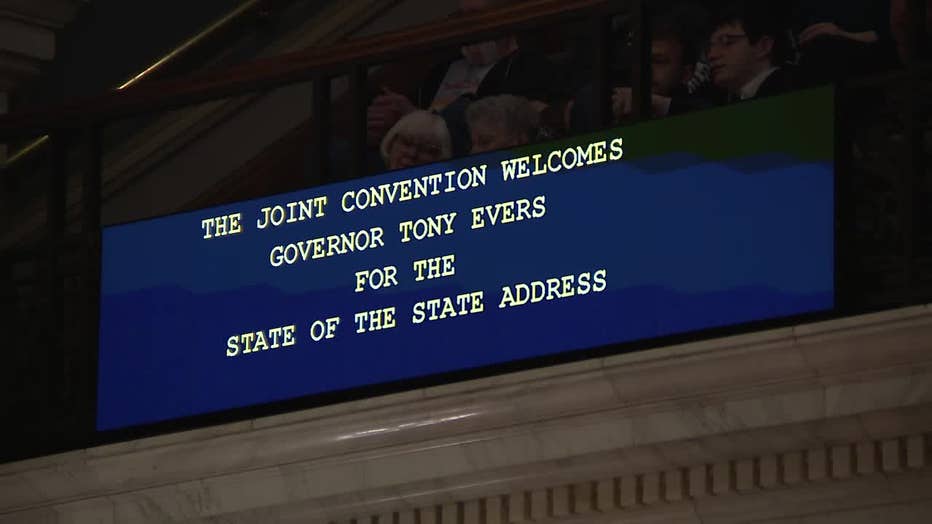 THE JOINT CONVENTION WELCOMES
GOVERNOR TONY EVERS
FOR THE
STATE OF THE STATE ADDRESS